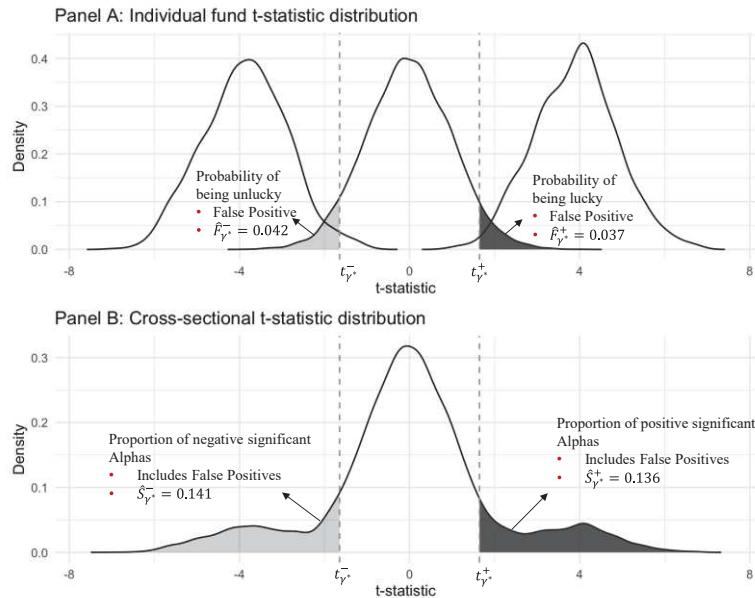 Panel A: Individual fund t-statistic distribution
0.4
0.3
0.2
0.1
0.0
Density
Probability of
being unlucky
• False Positive
• F̂⁻γ* = 0.042
Probability of
being lucky
• False Positive
• F̂⁺γ* = 0.037
-8
-4
t⁻γ*
0
t⁺γ*
4
8
t-statistic
Panel B: Cross-sectional t-statistic distribution
0.3
0.2
0.1
0.0
Density
Proportion of negative significant
Alphas
• Includes False Positives
• Ŝ⁻γ* = 0.141
Proportion of positive significant
Alphas
• Includes False Positives
• Ŝ⁺γ* = 0.136
-8
-4
t⁻γ*
0
t⁺γ*
4
8
t-statistic